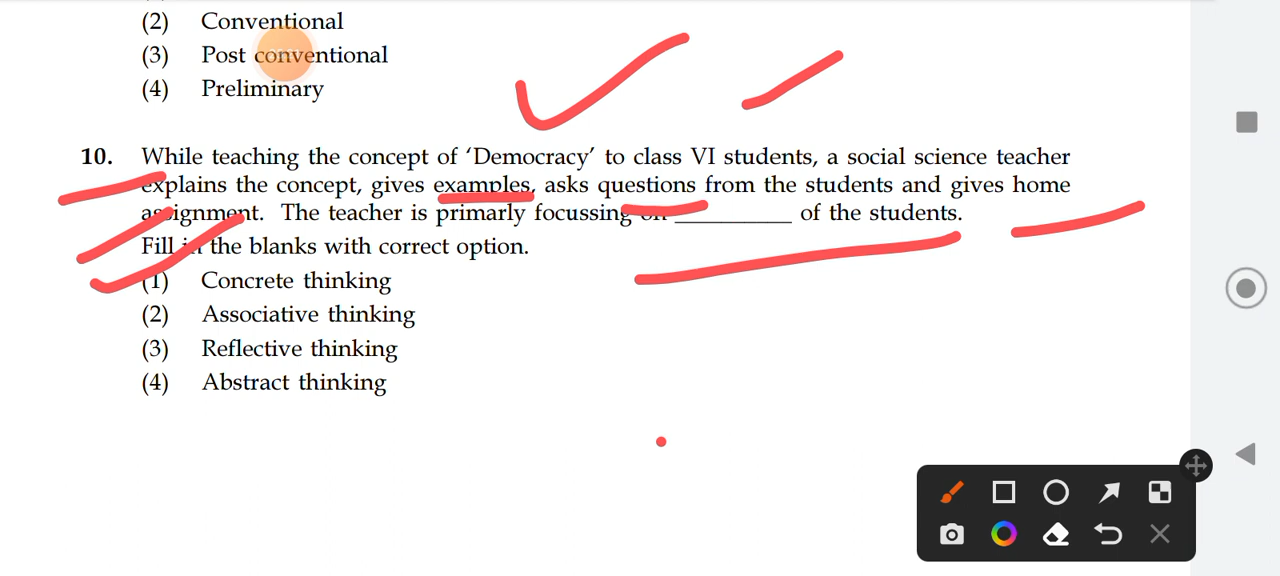 (2) Conventional
(3) Post conventional
(4) Preliminary
10. While teaching the concept of ‘Democracy’ to class VI students, a social science teacher
explains the concept, gives examples, asks questions from the students and gives home
assignment. The teacher is primarly focussing on __________ of the students.
Fill in the blanks with correct option.
(1) Concrete thinking
(2) Associative thinking
(3) Reflective thinking
(4) Abstract thinking